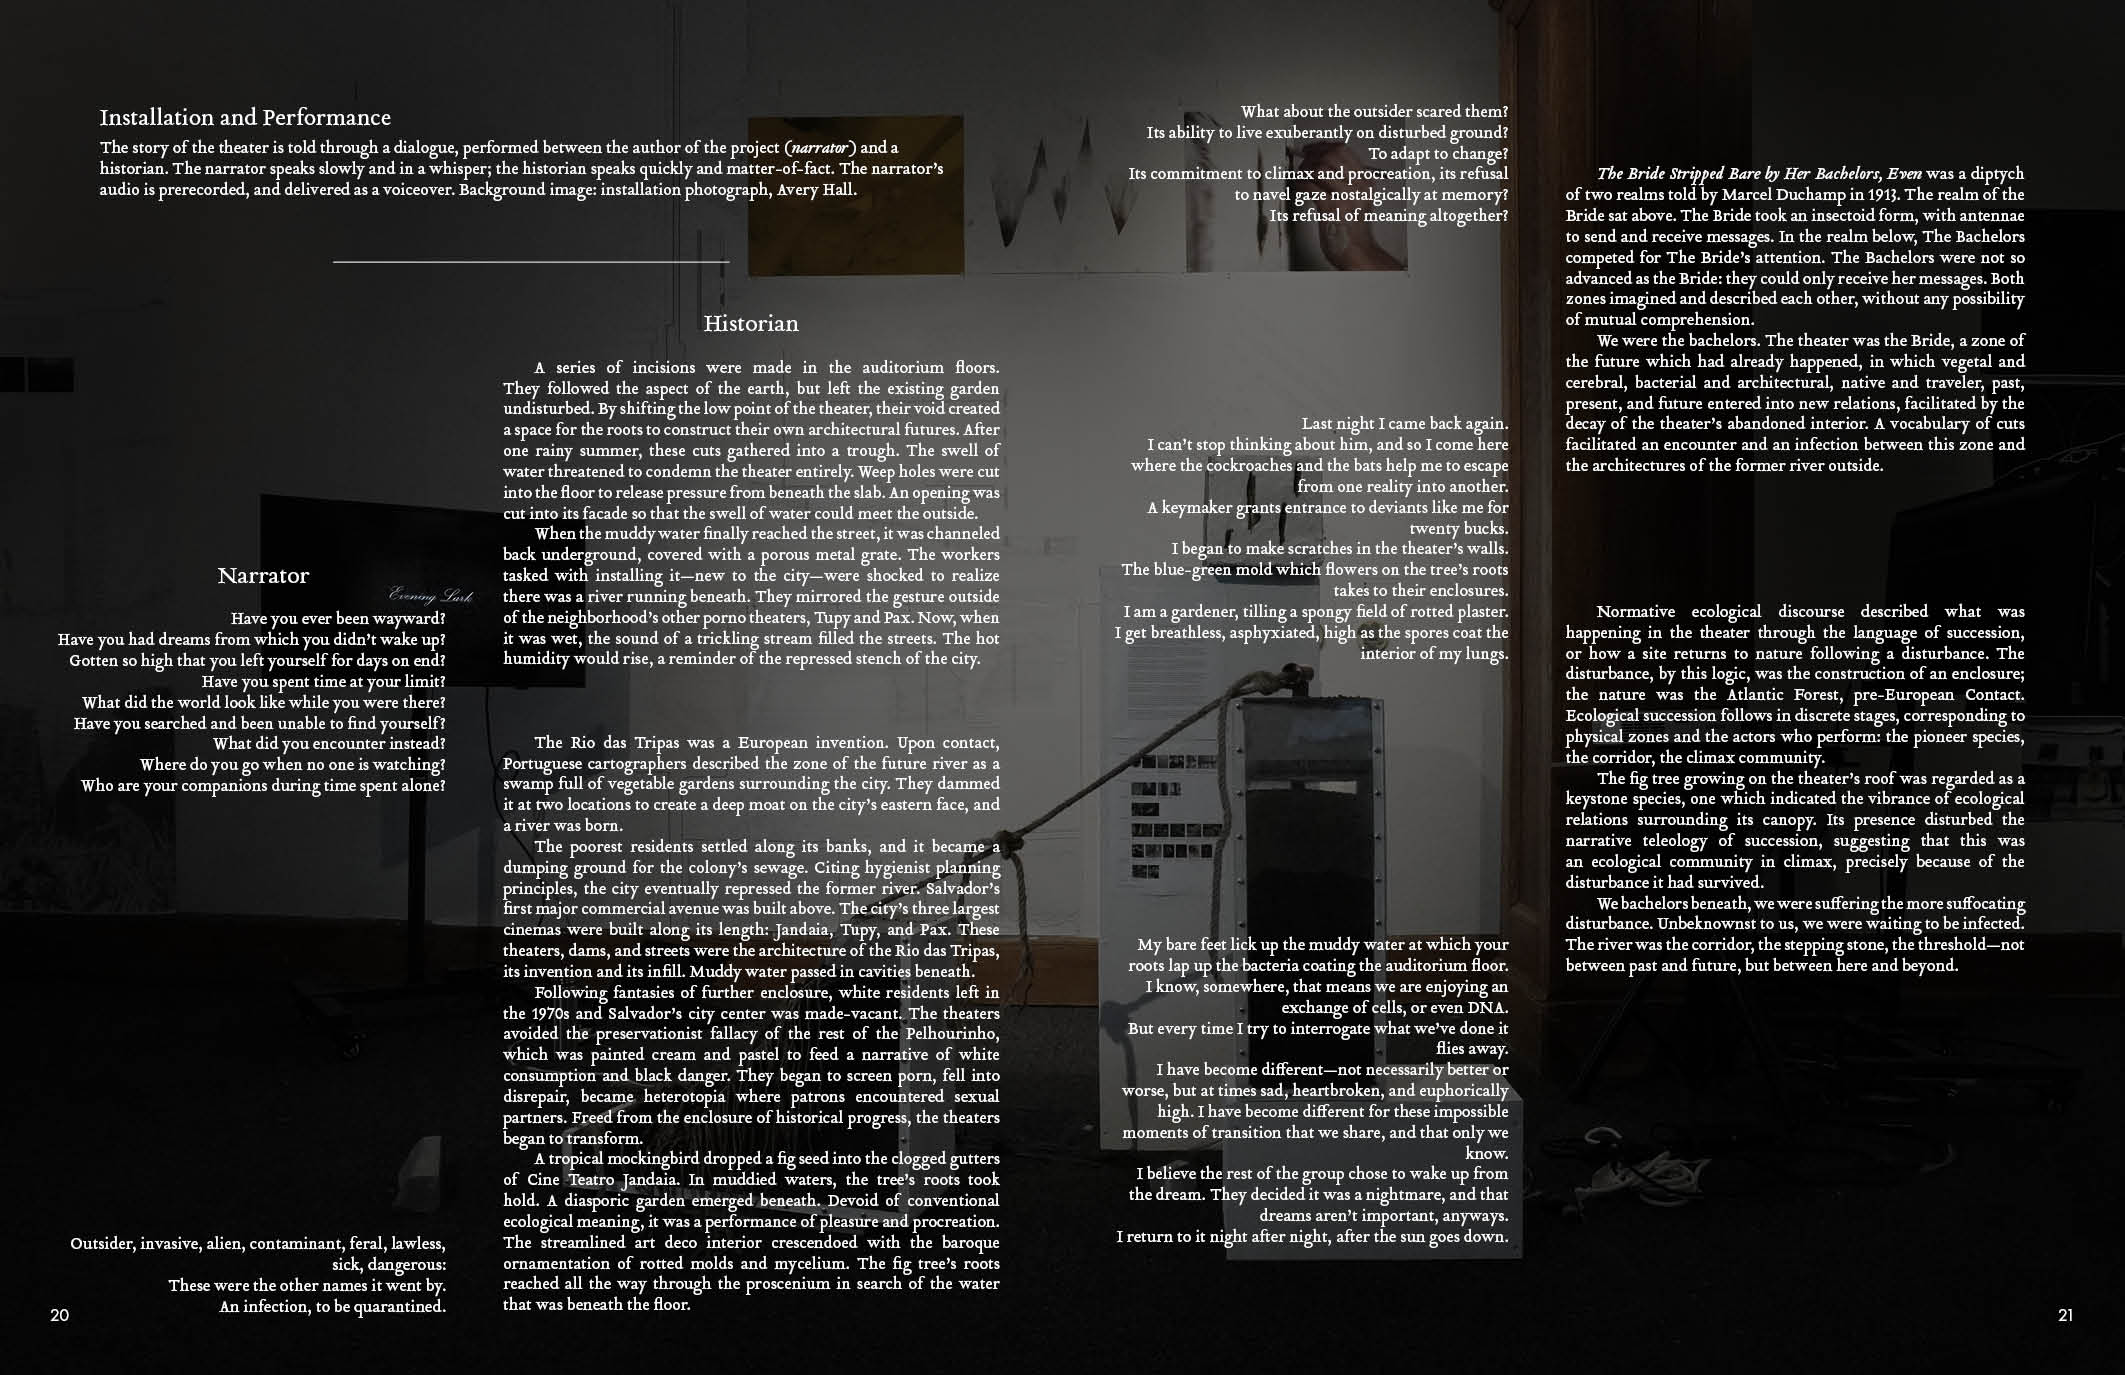 Installation and Performance
The story of the theater is told through a dialogue, performed between the author of the project (narrator) and a
historian. The narrator speaks slowly and in a whisper; the historian speaks quickly and matter-of-fact. The narrator's
audio is prerecorded, and delivered as a voiceover. Background image: installation photograph, Avery Hall.
Narrator
Evening Lark
Have you ever been wayward?
Have you had dreams from which you didn't wake up?
Gotten so high that you left yourself for days on end?
Have you spent time at your limit?
What did the world look like while you were there?
Have you searched and been unable to find yourself?
What did you encounter instead?
Where do you go when no one is watching?
Who are your companions during time spent alone?
Outsider, invasive, alien, contaminant, feral, lawless,
sick, dangerous:
These were the other names it went by.
An infection, to be quarantined.
20
Historian
A series of incisions were made in the auditorium floors.
They followed the aspect of the earth, but left the existing garden
undisturbed. By shifting the low point of the theater, their void created
a space for the roots to construct their own architectural futures. After
one rainy summer, these cuts gathered into a trough. The swell of
water threatened to condemn the theater entirely. Weep holes were cut
into the floor to release pressure from beneath the slab. An opening was
cut into its facade so that the swell of water could meet the outside.
When the muddy water finally reached the street, it was channeled
back underground, covered with a porous metal grate. The workers
tasked with installing it—new to the city—were shocked to realize
there was a river running beneath. They mirrored the gesture outside
of the neighborhood's other porno theaters, Tupy and Pax. Now, when
it was wet, the sound of a trickling stream filled the streets. The hot
humidity would rise, a reminder of the repressed stench of the city.
The Rio das Tripas was a European invention. Upon contact,
Portuguese cartographers described the zone of the future river as a
swamp full of vegetable gardens surrounding the city. They dammed
it at two locations to create a deep moat on the city's eastern face, and
a river was born.
The poorest residents settled along its banks, and it became a
dumping ground for the colony's sewage. Citing hygienist planning
principles, the city eventually repressed the former river. Salvador's
first major commercial avenue was built above. The city's three largest
cinemas were built along its length: Jandaia, Tupy, and Pax. These
theaters, dams, and streets were the architecture of the Rio das Tripas,
its invention and its infill. Muddy water passed in cavities beneath.
Following fantasies of further enclosure, white residents left in
the 1970s and Salvador's city center was made-vacant. The theaters
avoided the preservationist fallacy of the rest of the Pelhourinho,
which was painted cream and pastel to feed a narrative of white
consumption and black danger. They began to screen porn, fell into
disrepair, became heterotopia where patrons encountered sexual
partners. Freed from the enclosure of historical progress, the theaters
began to transform.
A tropical mockingbird dropped a fig seed into the clogged gutters
of Cine Teatro Jandaia. In muddied waters, the tree's roots took
hold. A diasporic garden emerged beneath. Devoid of conventional
ecological meaning, it was a performance of pleasure and procreation.
The streamlined art deco interior crescendoed with the baroque
ornamentation of rotted molds and mycelium. The fig tree's roots
reached all the way through the proscenium in search of the water
that was beneath the floor.
What about the outsider scared them?
Its ability to live exuberantly on disturbed ground?
To adapt to change?
Its commitment to climax and procreation, its refusal
to navel gaze nostalgically at memory?
Its refusal of meaning altogether?
Last night I came back again.
I can't stop thinking about him, and so I come here
where the cockroaches and the bats help me to escape
from one reality into another.
A keymaker grants entrance to deviants like me for
twenty bucks.
I began to make scratches in the theater's walls.
The blue-green mold which flowers on the tree's roots
takes to their enclosures.
I am a gardener, tilling a spongy field of rotted plaster.
I get breathless, asphyxiated, high as the spores coat the
interior of my lungs.
My bare feet lick up the muddy water at which your
roots lap up the bacteria coating the auditorium floor.
I know, somewhere, that means we are enjoying an
exchange of cells, or even DNA.
But every time I try to interrogate what we've done it
flies away.
I have become different—not necessarily better or
worse, but at times sad, heartbroken, and euphorically
high. I have become different for these impossible
moments of transition that we share, and that only we
know.
I believe the rest of the group chose to wake up from
the dream. They decided it was a nightmare, and that
dreams aren't important, anyways.
I return to it night after night, after the sun goes down.
The Bride Stripped Bare by Her Bachelors, Even was a diptych
of two realms told by Marcel Duchamp in 1913. The realm of the
Bride sat above. The Bride took an insectoid form, with antennae
to send and receive messages. In the realm below, The Bachelors
competed for The Bride's attention. The Bachelors were not so
advanced as the Bride: they could only receive her messages. Both
zones imagined and described each other, without any possibility
of mutual comprehension.
We were the bachelors. The theater was the Bride, a zone of
the future which had already happened, in which vegetal and
cerebral, bacterial and architectural, native and traveler, past,
present, and future entered into new relations, facilitated by the
decay of the theater's abandoned interior. A vocabulary of cuts
facilitated an encounter and an infection between this zone and
the architectures of the former river outside.
Normative ecological discourse described what was
happening in the theater through the language of succession,
or how a site returns to nature following a disturbance. The
disturbance, by this logic, was the construction of an enclosure;
the nature was the Atlantic Forest, pre-European Contact.
Ecological succession follows in discrete stages, corresponding to
physical zones and the actors who perform: the pioneer species,
the corridor, the climax community.
The fig tree growing on the theater's roof was regarded as a
keystone species, one which indicated the vibrance of ecological
relations surrounding its canopy. Its presence disturbed the
narrative teleology of succession, suggesting that this was
an ecological community in climax, precisely because of the
disturbance it had survived.
We bachelors beneath, we were suffering the more suffocating
disturbance. Unbeknownst to us, we were waiting to be infected.
The river was the corridor, the stepping stone, the threshold—not
between past and future, but between here and beyond.
21